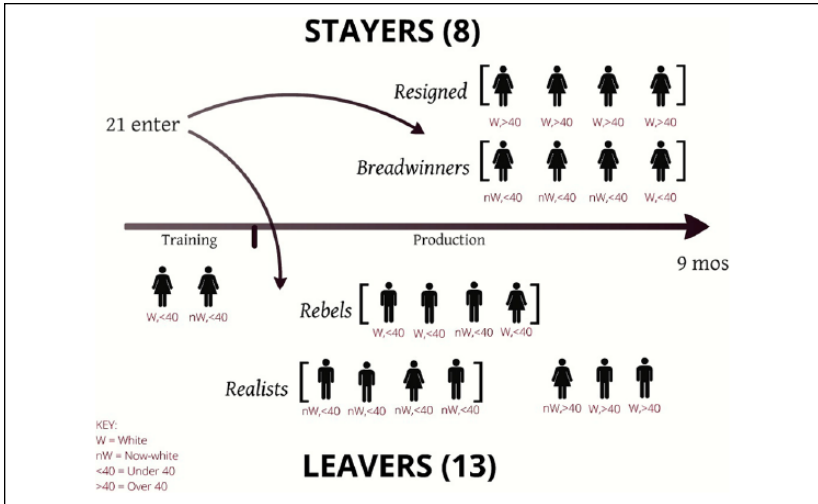 STAYERS (8)
Resigned
W,>40 W,>40 W,>40 W,>40
21 enter
Breadwinners
nW,<40 nW,<40 nW,<40 W,<40
Training Production
9 mos
W,<40 nW,<40
Rebels
W,<40 W,<40 nW,<40 W,<40
Realists
nW,<40 nW,<40 nW,<40 nW,<40 nW,>40 W,>40 W,>40
KEY:
W = White
nW = Now-white
<40 = Under 40
>40 = Over 40
LEAVERS (13)